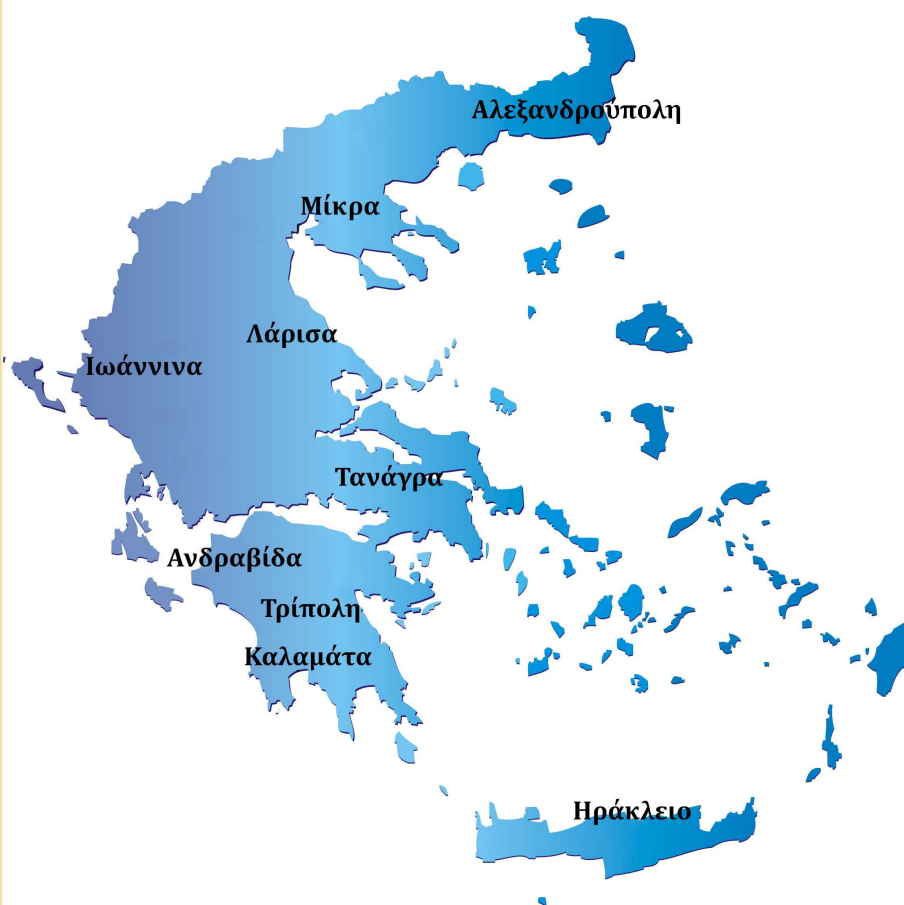 Αλεξανδρούπολη
Μίκρα
Λάρισα
Ιωάννινα
Τανάγρα
Ανδραβίδα
Τρίπολη
Καλαμάτα
Ηράκλειο